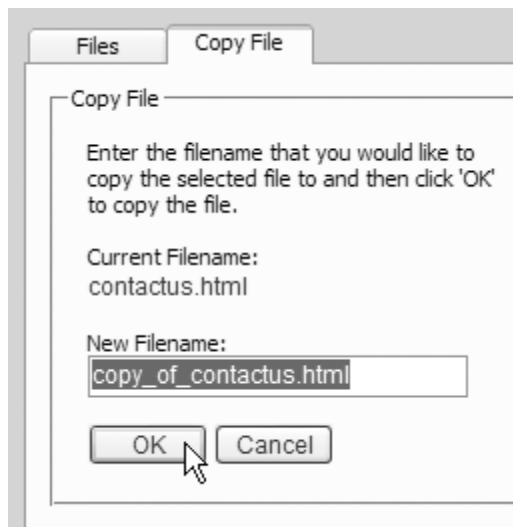 Files
Copy File
Copy File
Enter the filename that you would like to
copy the selected file to and then click 'OK'
to copy the file.
Current Filename:
contactus.html
New Filename:
copy_of_contactus.html
OK
Cancel